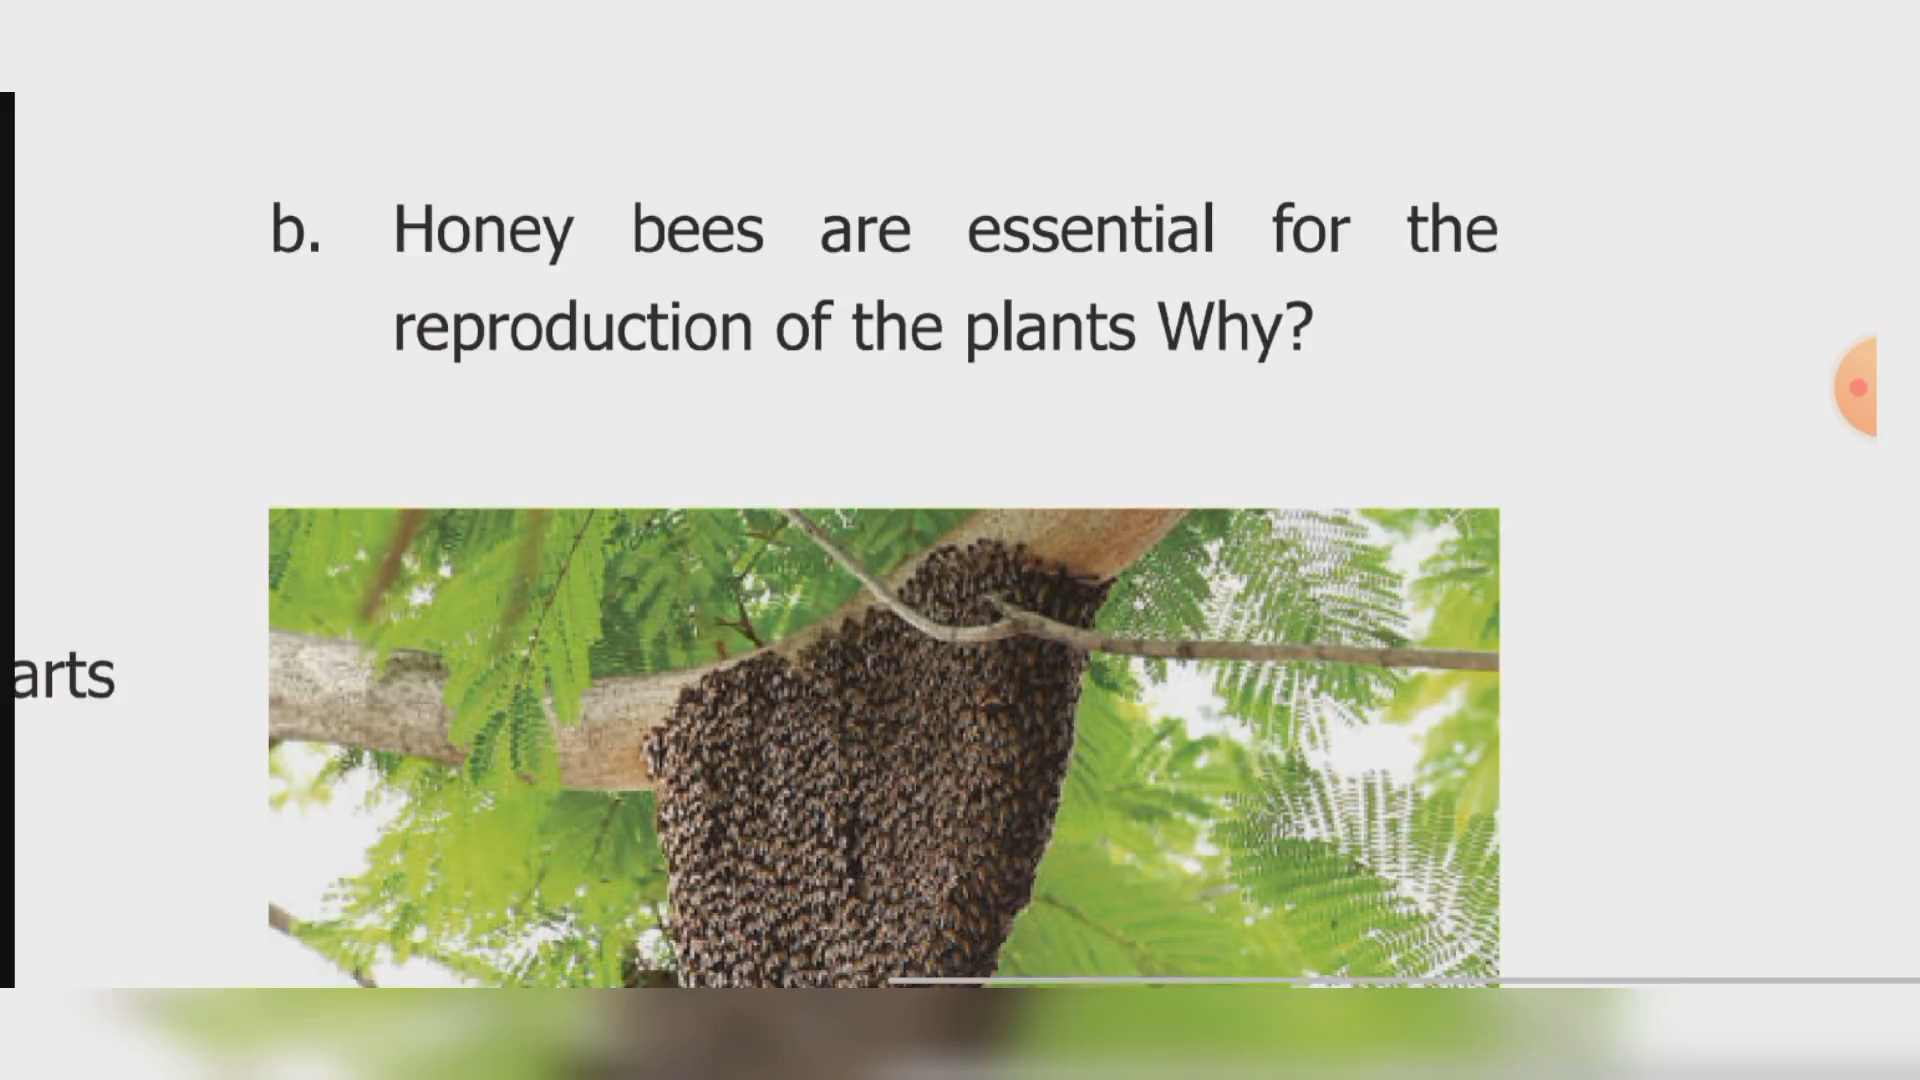 b. Honey bees are essential for the
reproduction of the plants Why?
arts